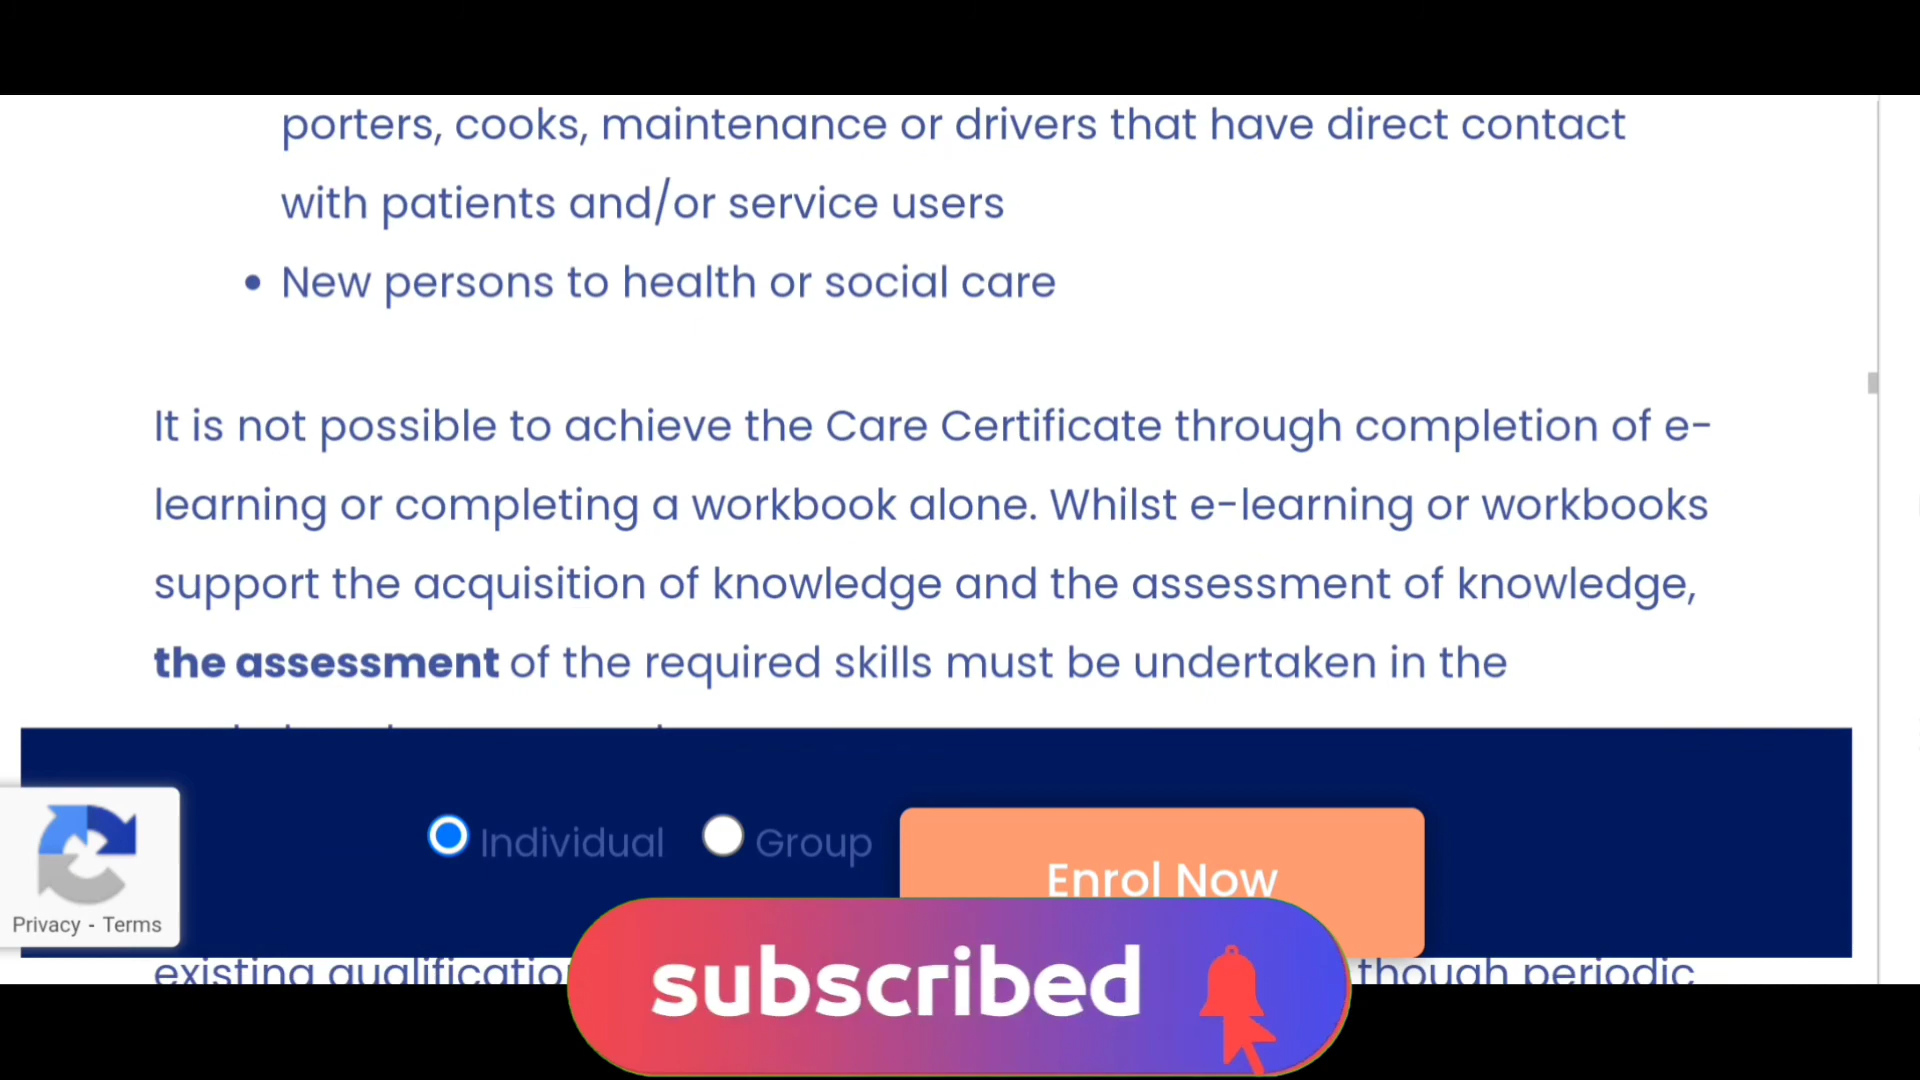 porters, cooks, maintenance or drivers that have direct contact
with patients and/or service users
• New persons to health or social care
It is not possible to achieve the Care Certificate through completion of e-
learning or completing a workbook alone. Whilst e-learning or workbooks
support the acquisition of knowledge and the assessment of knowledge,
the assessment of the required skills must be undertaken in the
Individual Group
Enrol Now
Privacy - Terms
existing though periodic
subscribed